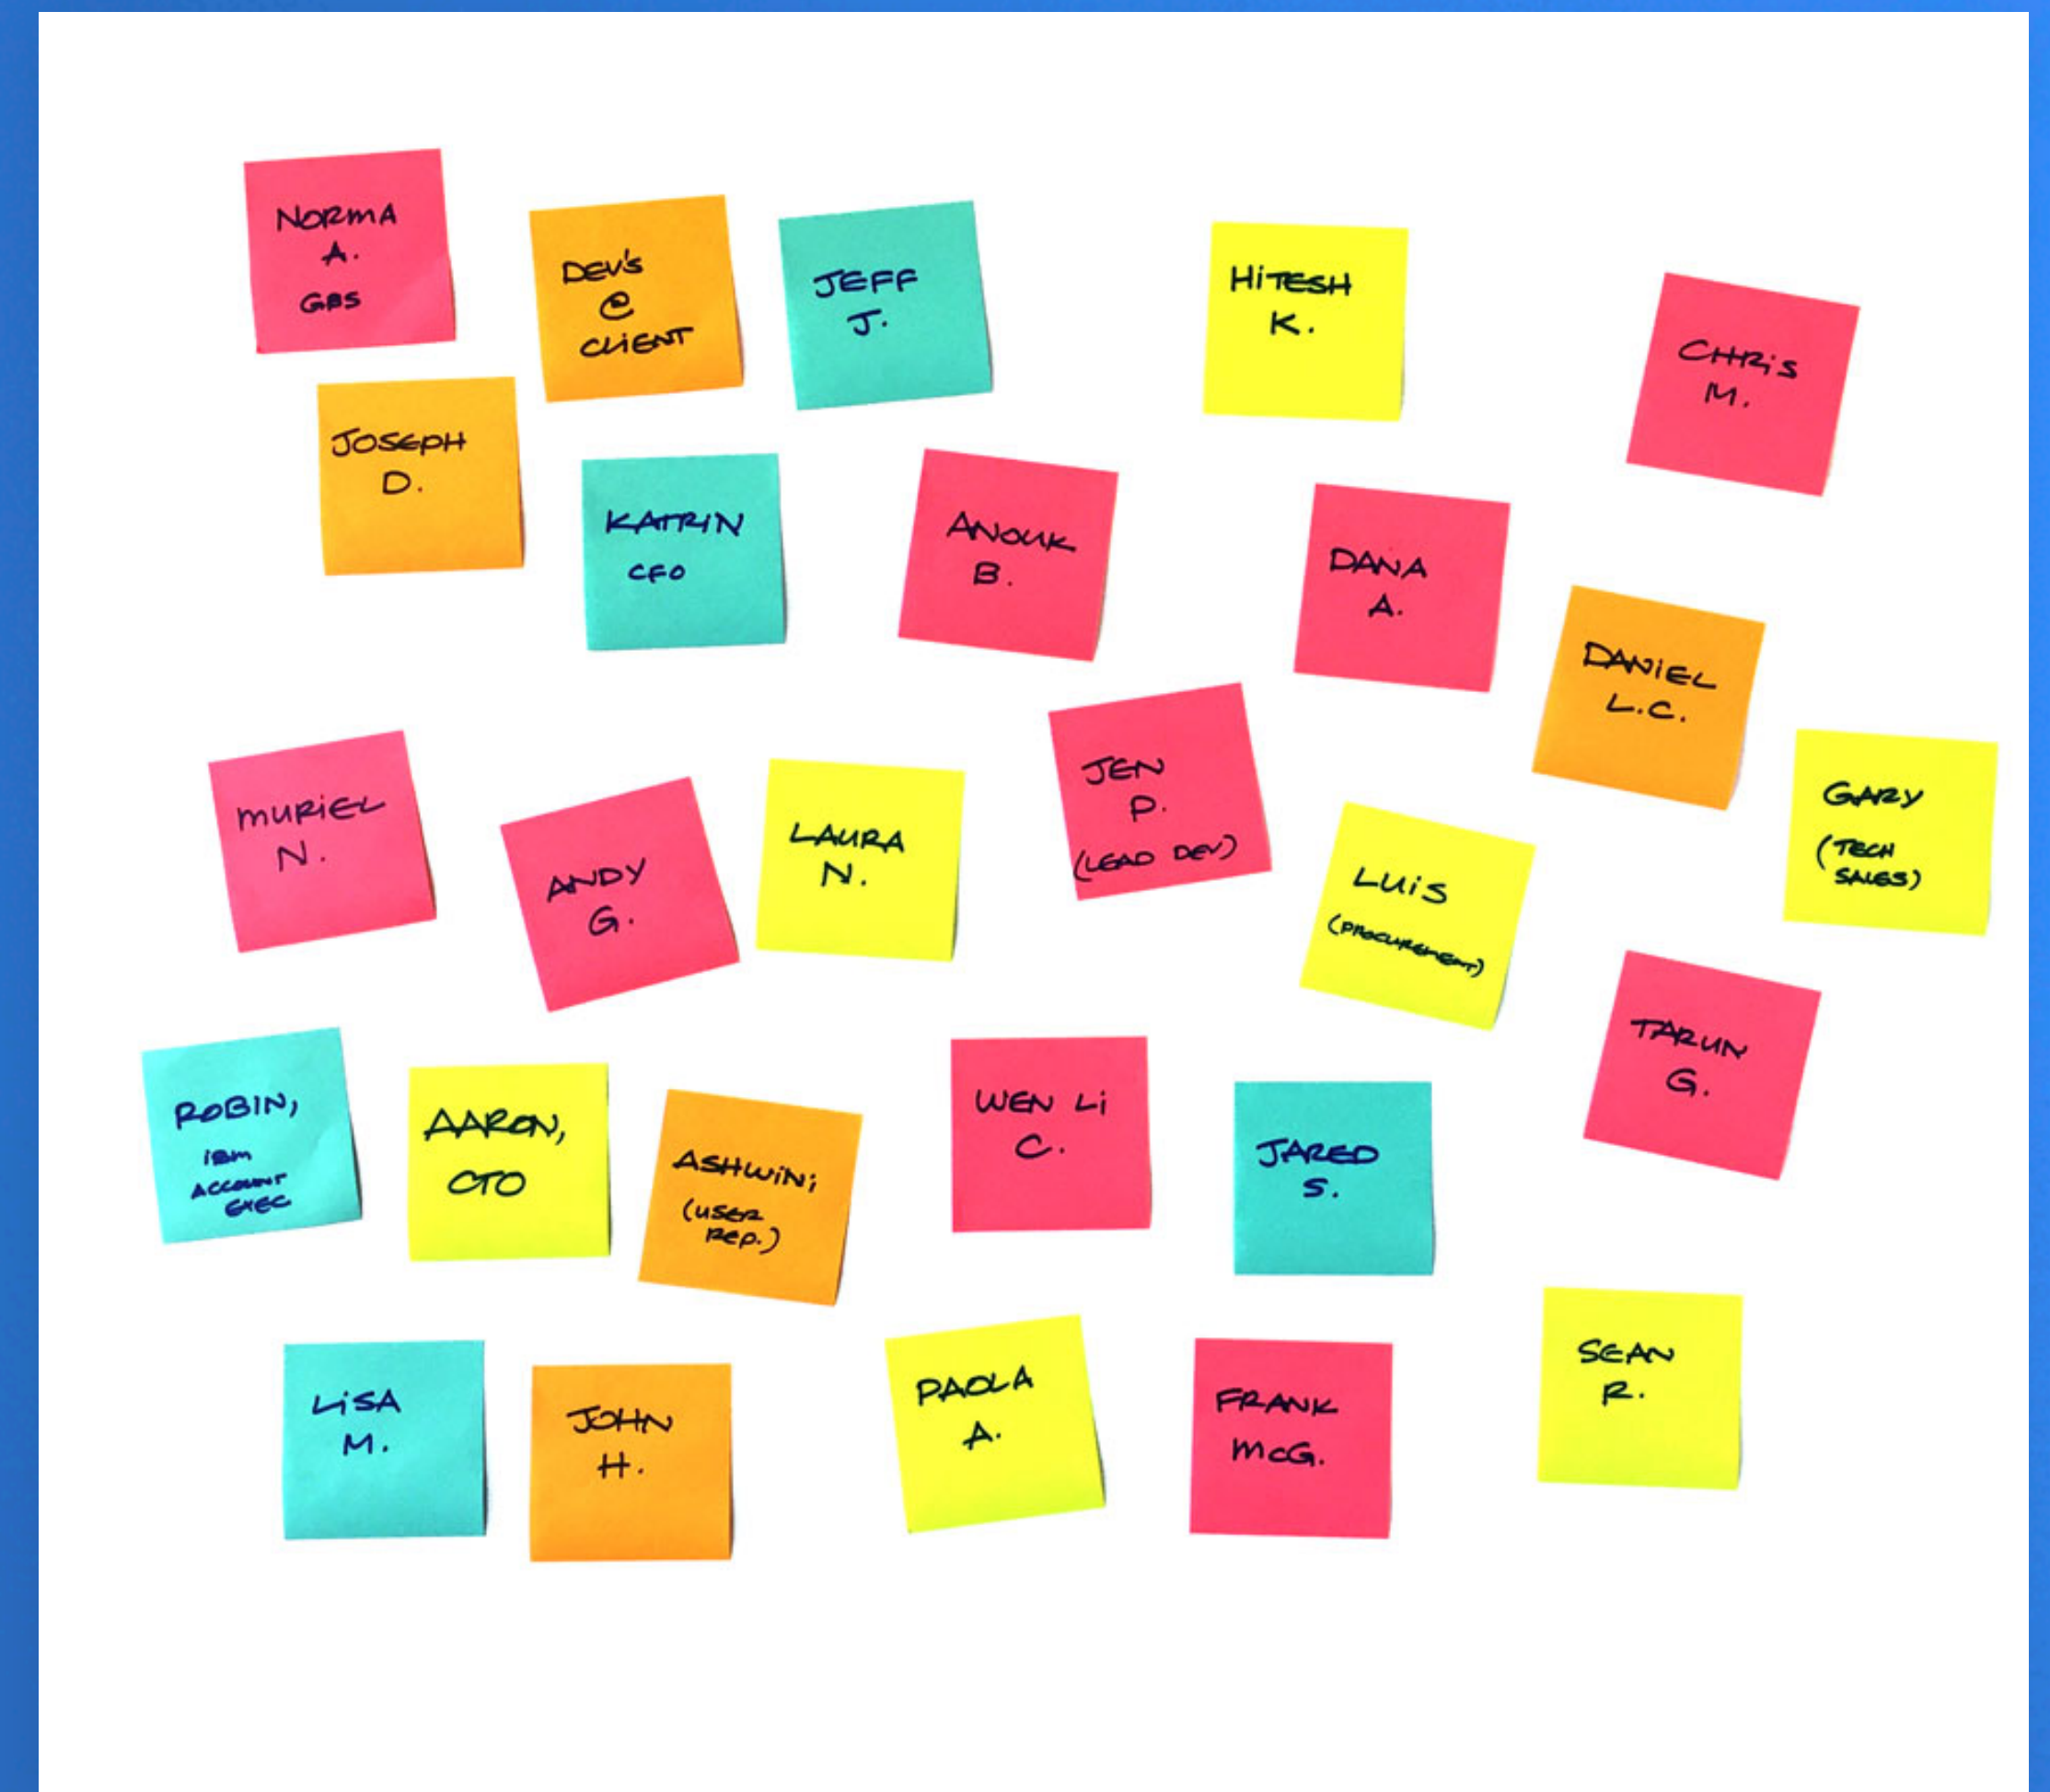 NORMA
A.
GBS
DEV'S
@
CLIENT
JEFF
J.
HITESH
K.
CHRIS
M.
JOSEPH
D.
KATRIN
CFO
ANOUK
B.
DANA
A.
DANIEL
L.C.
MURIEL
N.
ANDY
G.
LAURA
N.
JEN
P.
(LEAD DEV)
LUIS
(PROCUREMENT)
GARY
(TECH
SALES)
ROBIN,
IBM
ACCOUNT
EXEC
AARON,
CTO
ASHWINI
(USER
REP.)
WEN LI
C.
JARED
S.
TARUN
G.
LISA
M.
JOHN
H.
PAOLA
A.
FRANK
McG.
SEAN
R.